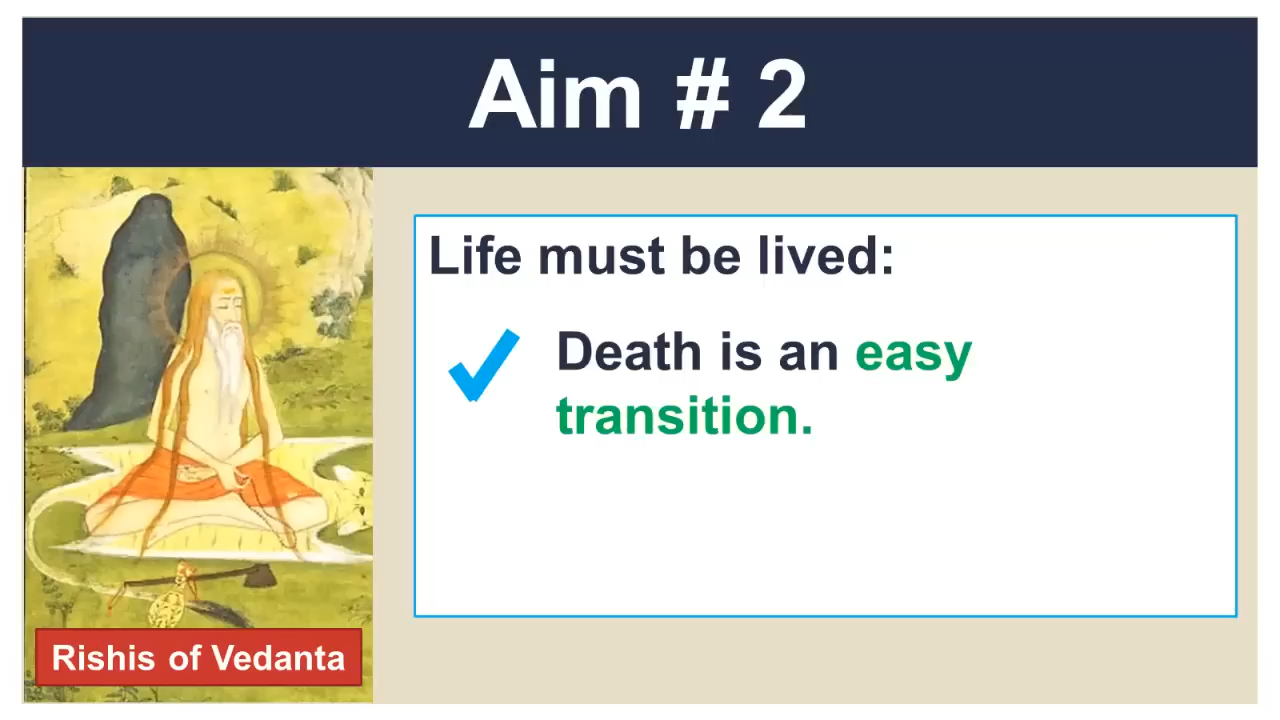 Aim # 2
Life must be lived:
Death is an easy
transition.
Rishis of Vedanta